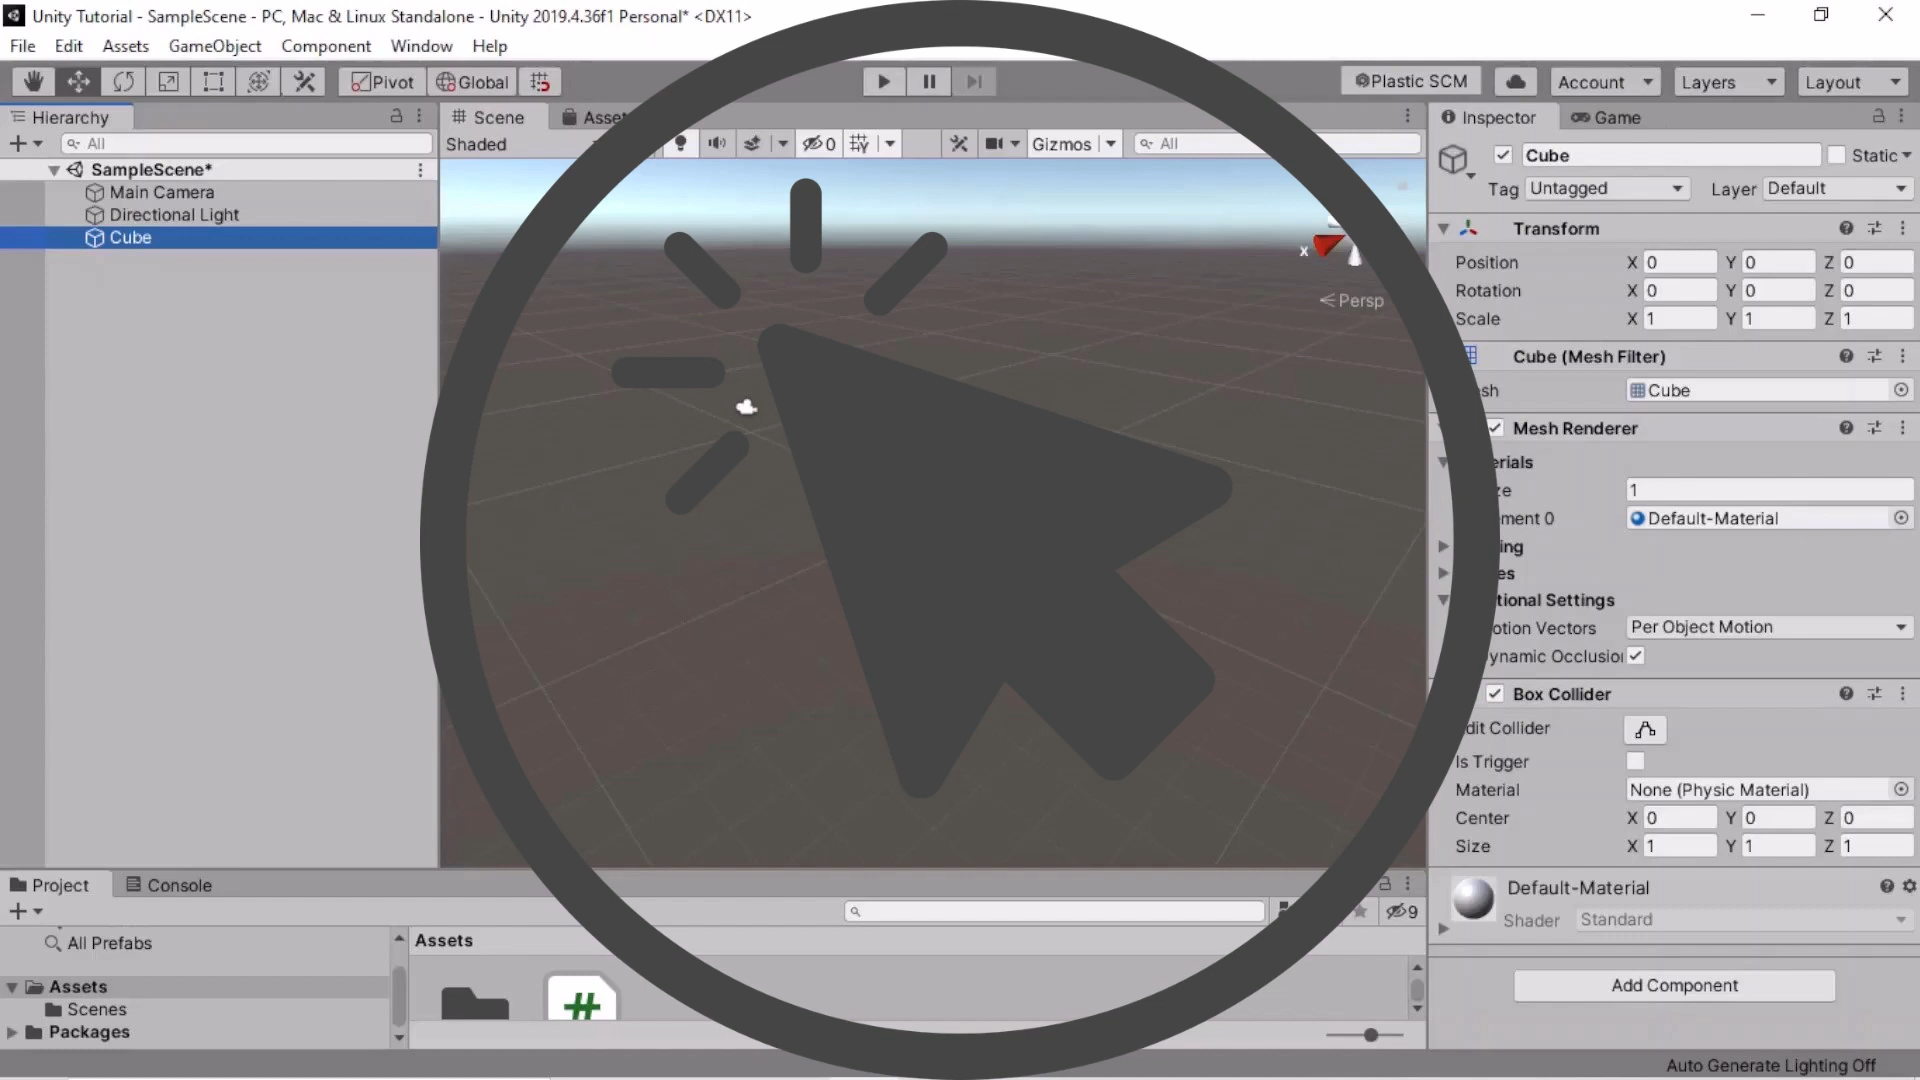 Unity Tutorial - SampleScene - PC, Mac & Linux Standalone - Unity 2019.4.36f1 Personal* <DX11>
File Edit Assets GameObject Component Window Help
Pivot Global Plastic SCM Account Layers Layout
Hierarchy
All
SampleScene*
Main Camera
Directional Light
Cube
Scene
Shaded 0 Gizmos All
X
Persp
Inspector Game
Cube Static
Tag Untagged Layer Default
Transform
Position X 0 Y 0 Z 0
Rotation X 0 Y 0 Z 0
Scale X 1 Y 1 Z 1
Cube (Mesh Filter)
Cube
Mesh Renderer
1
Default-Material
Settings
Vectors Per Object Motion
Box Collider
Collider
Is Trigger
Material None (Physic Material)
Center X 0 Y 0 Z 0
Size X 1 Y 1 Z 1
Default-Material
Shader Standard
Add Component
Project Console
9
All Prefabs
Assets
Scenes
Packages
Assets
#
Auto Generate Lighting Off